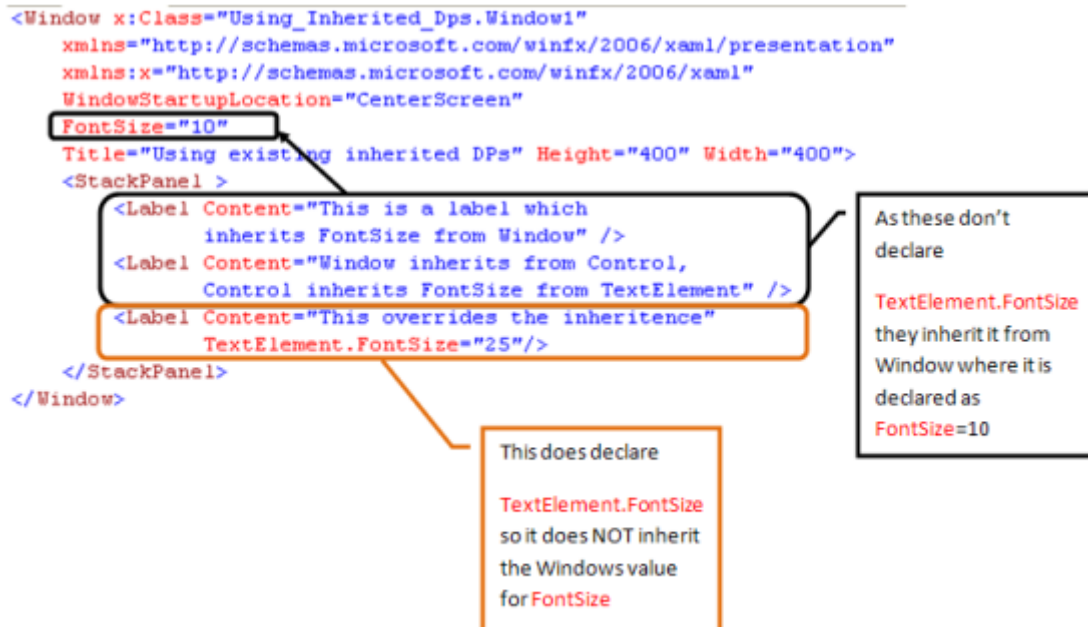 <Window x:Class="Using_Inherited_Dps.Window1"
xmlns="http://schemas.microsoft.com/winfx/2006/xaml/presentation"
xmlns:x="http://schemas.microsoft.com/winfx/2006/xaml"
WindowStartupLocation="CenterScreen"
FontSize="10"
Title="Using existing inherited DPs" Height="400" Width="400">
<StackPanel >
<Label Content="This is a label which
inherits FontSize from Window" />
<Label Content="Window inherits from Control,
Control inherits FontSize from TextElement" />
<Label Content="This overrides the inheritence"
TextElement.FontSize="25"/>
</StackPanel>
</Window>
As these don't
declare
TextElement.FontSize
they inherit it from
Window where it is
declared as
FontSize=10
This does declare
TextElement.FontSize
so it does NOT inherit
the Windows value
for FontSize